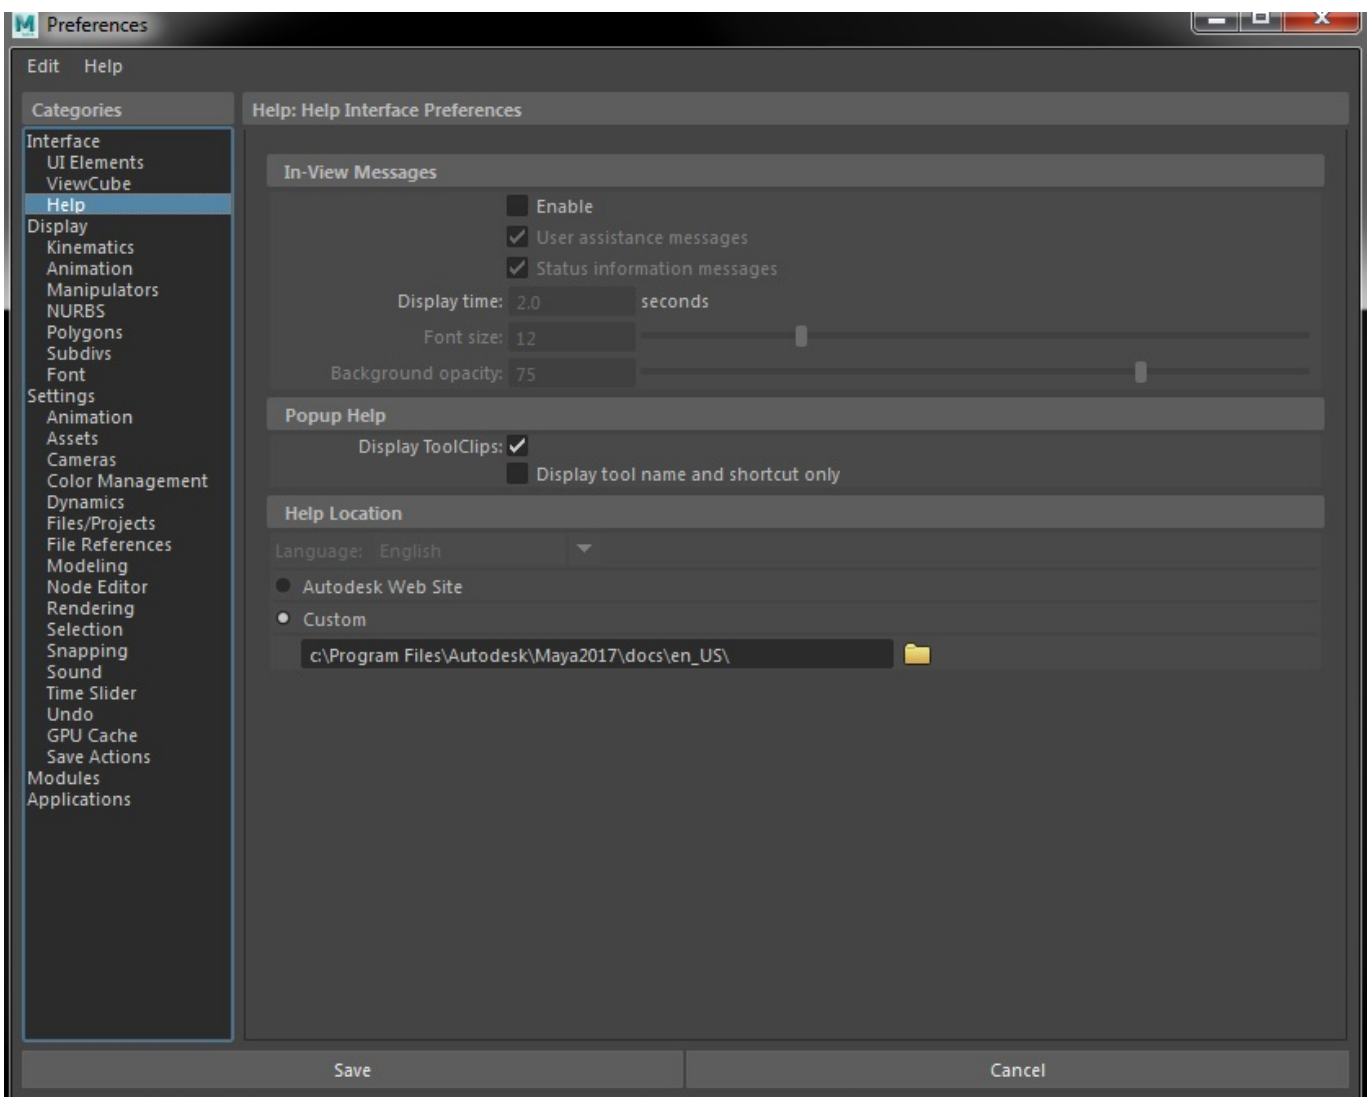 Preferences
Edit Help
Categories
Interface
UI Elements
ViewCube
Help
Display
Kinematics
Animation
Manipulators
NURBS
Polygons
Subdivs
Font
Settings
Animation
Assets
Cameras
Color Management
Dynamics
Files/Projects
File References
Modeling
Node Editor
Rendering
Selection
Snapping
Sound
Time Slider
Undo
GPU Cache
Save Actions
Modules
Applications
Help: Help Interface Preferences
In-View Messages
Enable
User assistance messages
Status information messages
Display time: 2.0 seconds
Font size: 12
Background opacity: 75
Popup Help
Display ToolClips:
Display tool name and shortcut only
Help Location
Language: English
Autodesk Web Site
Custom
c:\Program Files\Autodesk\Maya2017\docs\en_US\
Save Cancel